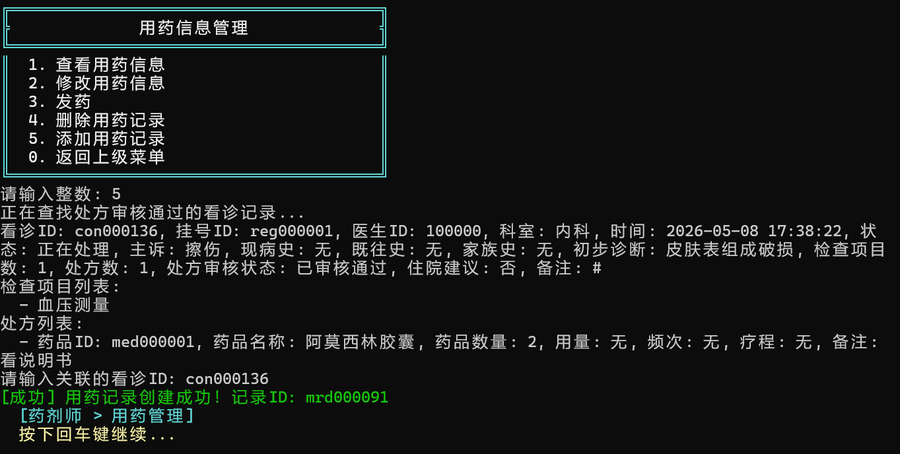 用药信息管理
1. 查看用药信息
2. 修改用药信息
3. 发药
4. 删除用药记录
5. 添加用药记录
0. 返回上级菜单
请输入整数: 5
正在查找处方审核通过的看诊记录...
看诊ID: con000136, 挂号ID: reg000001, 医生ID: 100000, 科室: 内科, 时间: 2026-05-08 17:38:22, 状
态: 正在处理, 主诉: 擦伤, 现病史: 无, 既往史: 无, 家族史: 无, 初步诊断: 皮肤表组成破损, 检查项目
数: 1, 处方数: 1, 处方审核状态: 已审核通过, 住院建议: 否, 备注: #
检查项目列表:
- 血压测量
处方列表:
- 药品ID: med000001, 药品名称: 阿莫西林胶囊, 药品数量: 2, 用量: 无, 频次: 无, 疗程: 无, 备注:
看说明书
请输入关联的看诊ID: con000136
[成功] 用药记录创建成功! 记录ID: mrd000091
[药剂师 > 用药管理]
按下回车键继续...